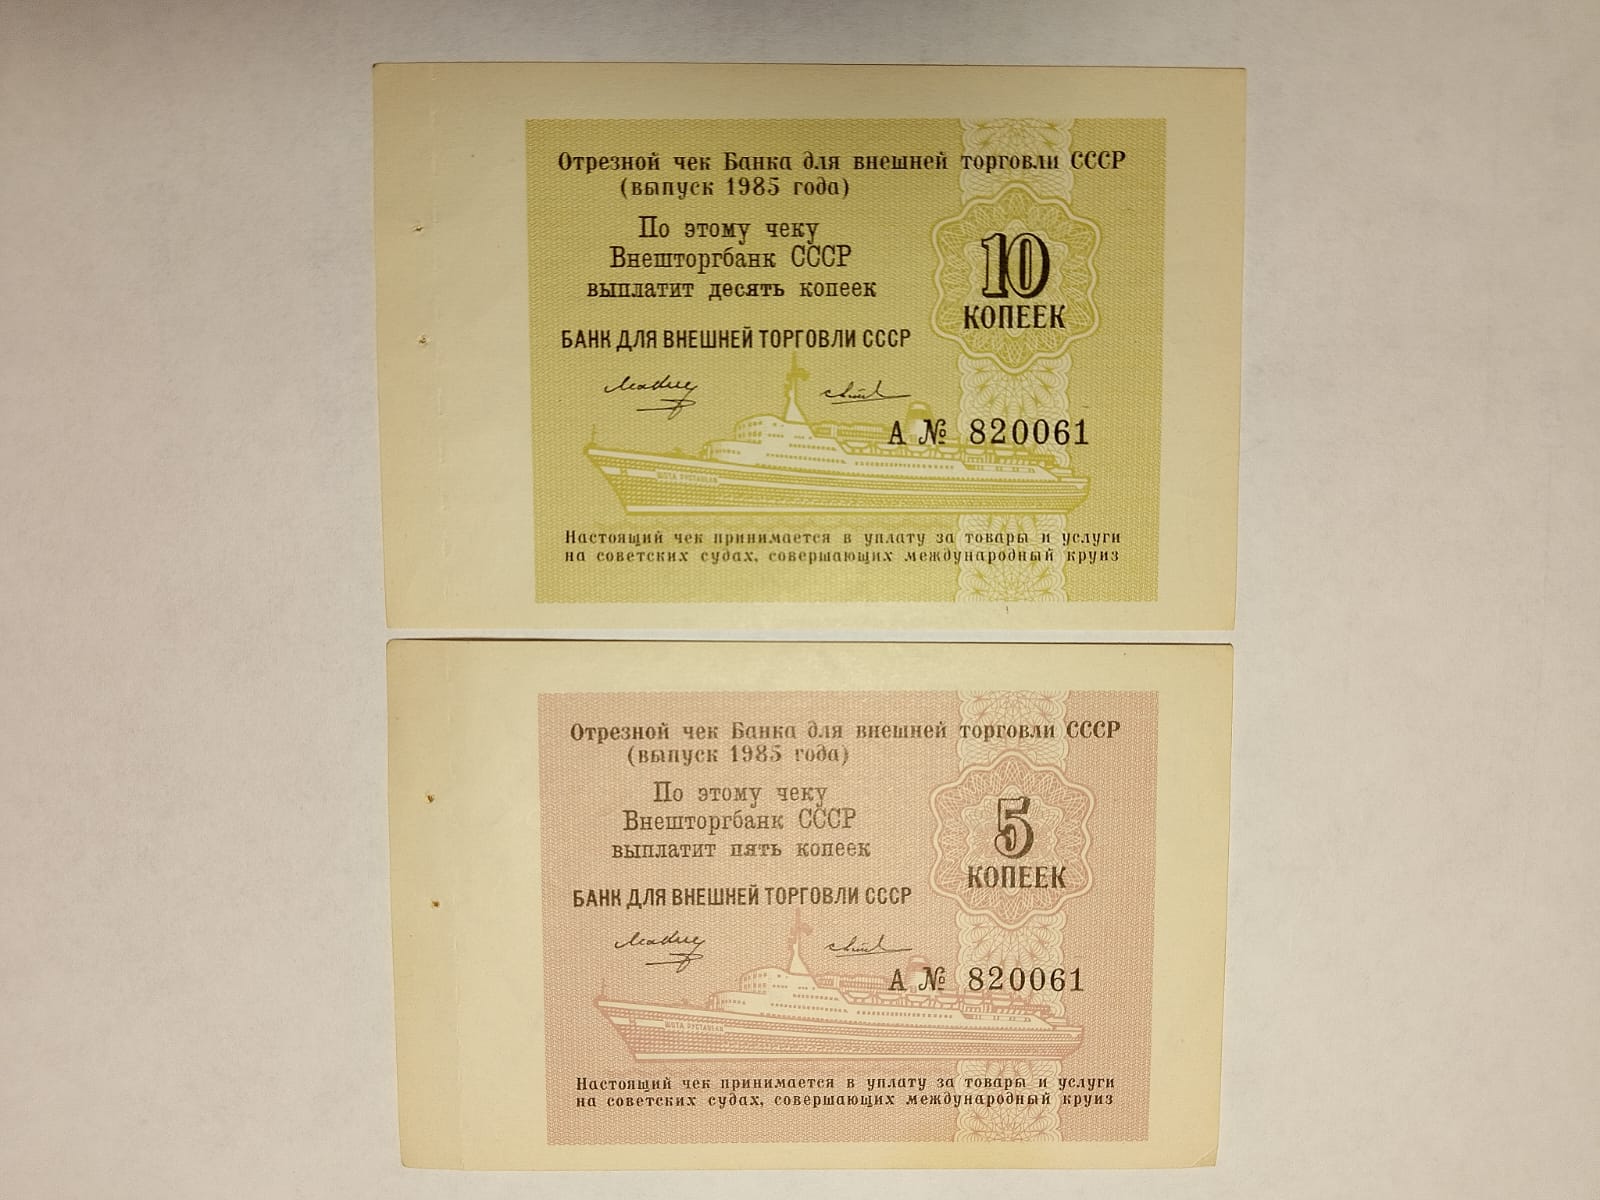 Отрезной чек Банка для внешней торговли СССР
(выпуск 1985 года)
По этому чеку
Внешторгбанк СССР
выплатит десять копеек
10
КОПЕЕК
БАНК ДЛЯ ВНЕШНЕЙ ТОРГОВЛИ СССР
А № 820061
ШОТА РУСТАВЕЛИ
Настоящий чек принимается в уплату за товары и услуги
на советских судах, совершающих международный круиз
Отрезной чек Банка для внешней торговли СССР
(выпуск 1985 года)
По этому чеку
Внешторгбанк СССР
выплатит пять копеек
5
КОПЕЕК
БАНК ДЛЯ ВНЕШНЕЙ ТОРГОВЛИ СССР
А № 820061
ШОТА РУСТАВЕЛИ
Настоящий чек принимается в уплату за товары и услуги
на советских судах, совершающих международный круиз